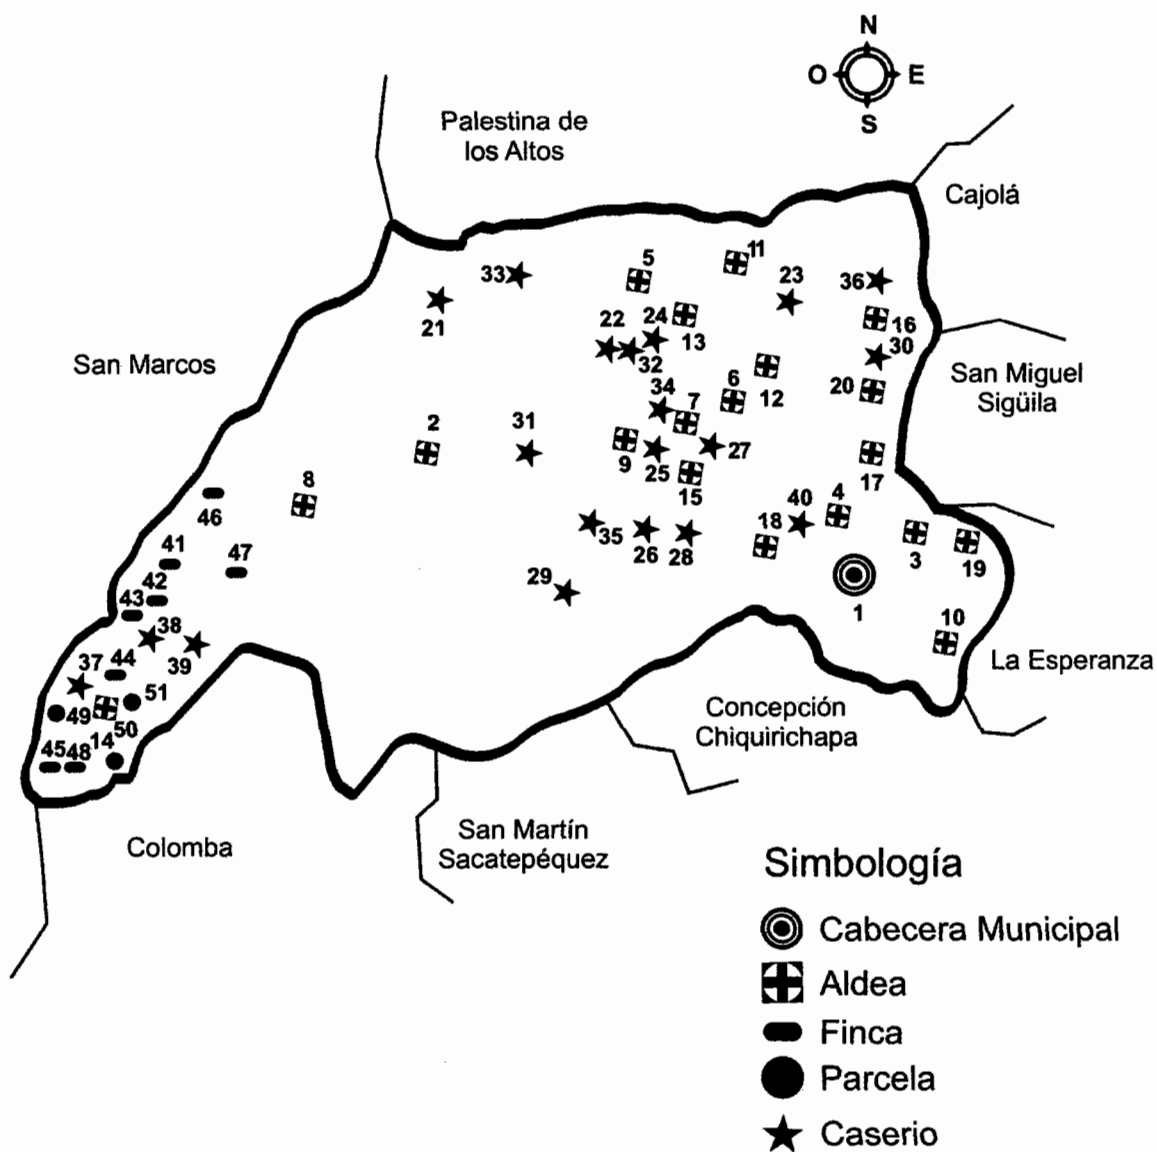 N
O E
S
Palestina de
los Altos
Cajolá
San Marcos
San Miguel
Sigüila
La Esperanza
Concepción
Chiquirichapa
San Martín
Sacatepéquez
Colomba
11
5
33
23
36
21
24
13
16
22
32
30
12
20
6
34
7
2
31
9
25
27
15
17
8
46
35
26
28
18
40
4
3
19
41
47
42
43
29
1
10
38
39
37
44
51
49
50
14
45
48
Simbología
Cabecera Municipal
Aldea
Finca
Parcela
Caserio